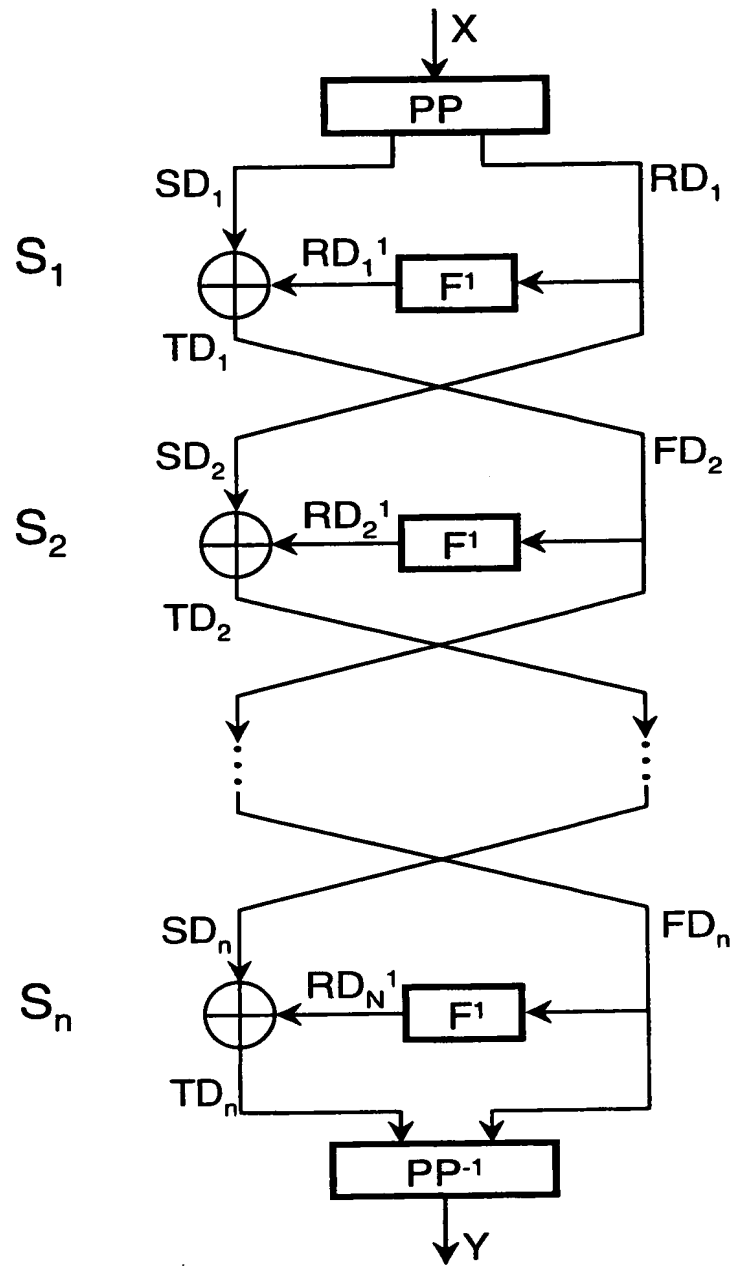 X
PP
SD₁
RD₁
S₁
RD₁¹
F¹
TD₁
SD₂
FD₂
S₂
RD₂¹
F¹
TD₂
SDₙ
FDₙ
Sₙ
RD_N¹
F¹
TDₙ
PP⁻¹
Y